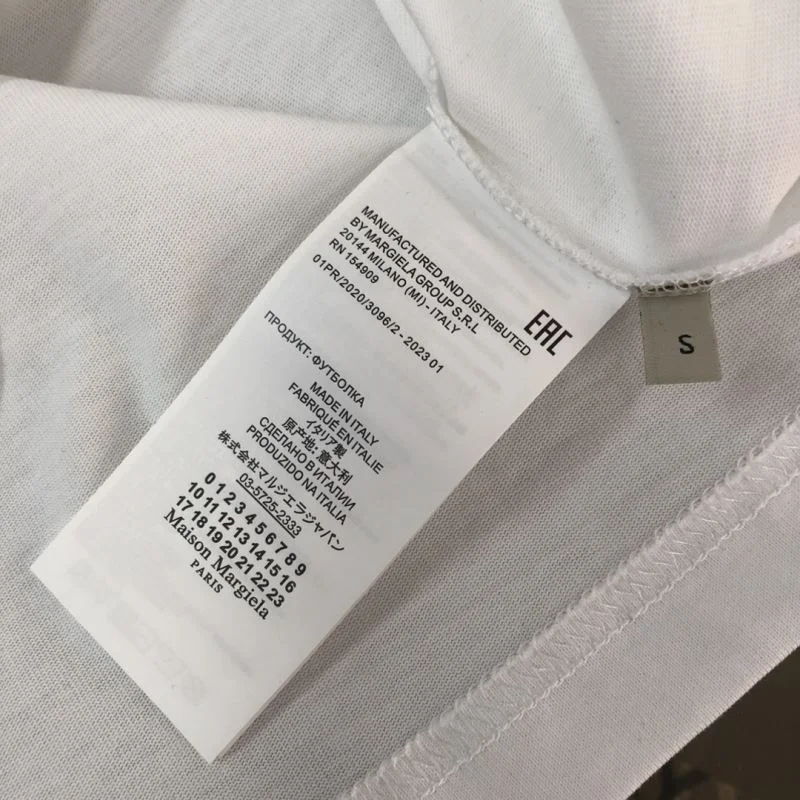 MANUFACTURED AND DISTRIBUTED
BY MARGIELA GROUP S.R.L
20144 MILANO (MI) - ITALY
RN 154909
01PR/2020/3096/2 - 2023 01
EAC
ПРОДУКТ: ФУТБОЛКА
MADE IN ITALY
FABRIQUÉ EN ITALIE
イタリア製
原产地: 意大利
СДЕЛАНО В ИТАЛИИ
PRODUZIDO NA ITALIA
株式会社マルジェラジャパン
03-5725-2333
0 1 2 3 4 5 6 7 8 9
10 11 12 13 14 15 16
17 18 19 20 21 22 23
Maison Margiela
PARIS
S